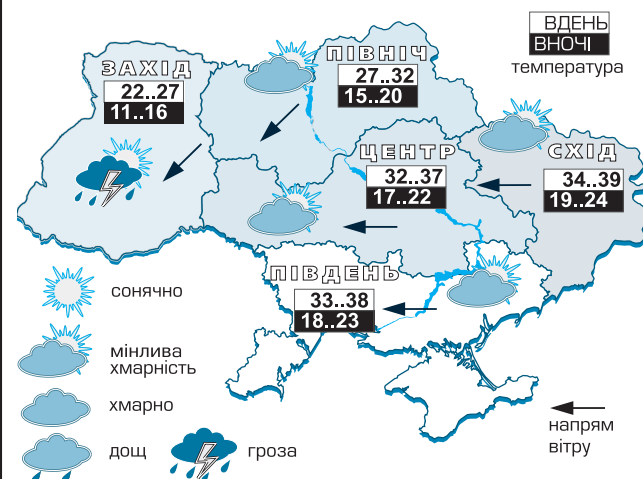 ВДЕНЬ
ВНОЧІ
температура
ЗАХІД
22..27
11..16
ПІВНІЧ
27..32
15..20
ЦЕНТР
32..37
17..22
СХІД
34..39
19..24
ПІВДЕНЬ
33..38
18..23
сонячно
мінлива
хмарність
хмарно
дощ
гроза
напрям
вітру